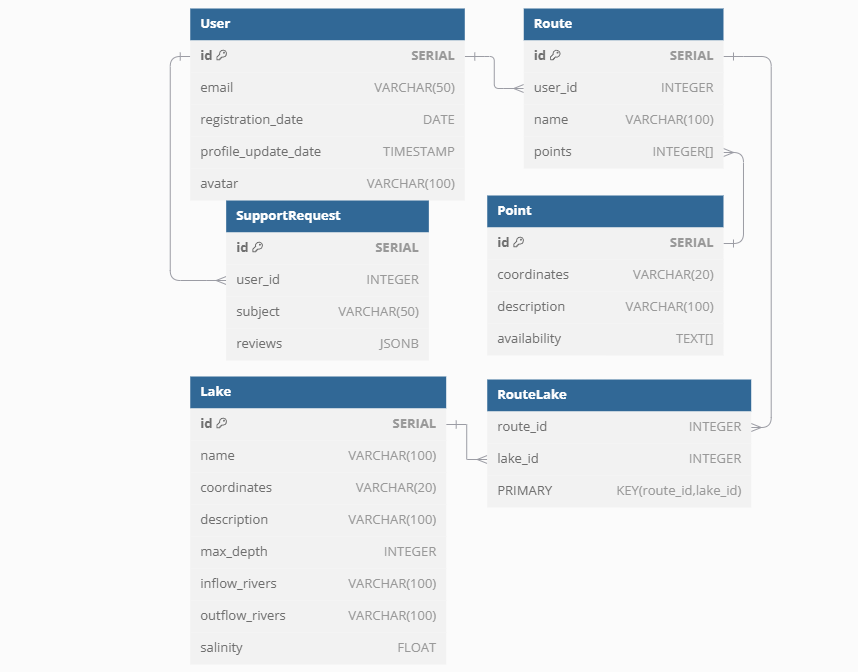 User
id SERIAL
email VARCHAR(50)
registration_date DATE
profile_update_date TIMESTAMP
avatar VARCHAR(100)
Route
id SERIAL
user_id INTEGER
name VARCHAR(100)
points INTEGER[]
SupportRequest
id SERIAL
user_id INTEGER
subject VARCHAR(50)
reviews JSONB
Point
id SERIAL
coordinates VARCHAR(20)
description VARCHAR(100)
availability TEXT[]
Lake
id SERIAL
name VARCHAR(100)
coordinates VARCHAR(20)
description VARCHAR(100)
max_depth INTEGER
inflow_rivers VARCHAR(100)
outflow_rivers VARCHAR(100)
salinity FLOAT
RouteLake
route_id INTEGER
lake_id INTEGER
PRIMARY KEY(route_id,lake_id)